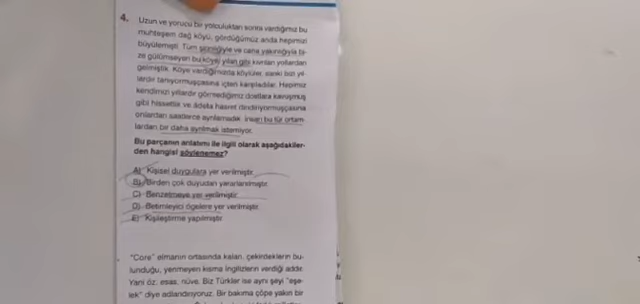 4. Uzun ve yorucu bir yolculuktan sonra vardığımız bu
muhteşem dağ köyü, gördüğümüz anda hepimizi
büyülemişti. Tüm şirinliğiyle ve cana yakınlığıyla bi-
ze gülümseyen bu köye yılan gibi kıvrılan yollardan
gelmiştik. Köye vardığımızda köylüler, sanki bizi yıl-
lardır tanıyormuşçasına içten karşıladılar. Hepimiz
kendimizi yıllardır görmediğimiz dostlara kavuşmuş
gibi hissettik ve âdeta hasret dindiriyormuşçasına
onlardan saatlerce ayrılamadık. İnsan bu tür ortam-
lardan bir daha ayrılmak istemiyor.
Bu parçanın anlatımı ile ilgili olarak aşağıdakiler-
den hangisi söylenemez?
A) Kişisel duygulara yer verilmiştir.
B) Birden çok duyudan yararlanılmıştır.
C) Benzetmeye yer verilmiştir.
D) Betimleyici ögelere yer verilmiştir.
E) Kişileştirme yapılmıştır.
"Core" elmanın ortasında kalan, çekirdeklerin bu-
lunduğu, yenmeyen kısma İngilizlerin verdiği addır.
Yani öz, esas, nüve. Biz Türkler ise aynı şeyi "eşe-
lek" diye adlandırıyoruz. Bir bakıma çöpe yakın bir